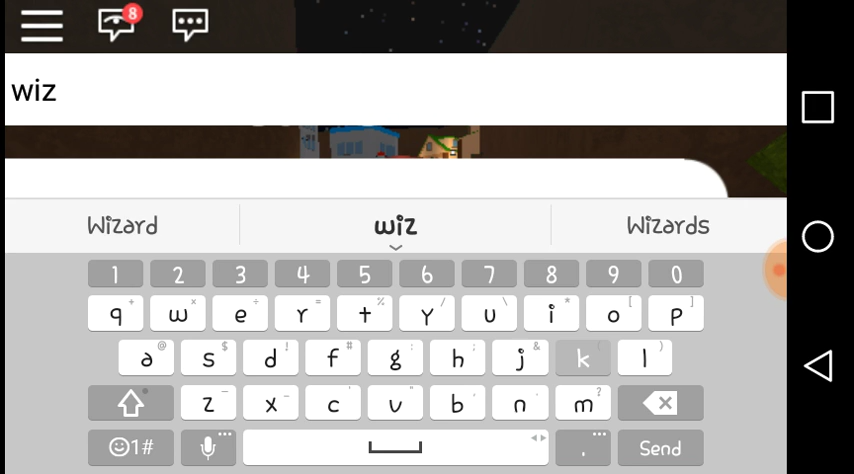 8
wiz
Wizard wiz Wizards
1 2 3 4 5 6 7 8 9 0
q + w × e ÷ r = t % y / u \ i * o [ p ]
a @ s $ d ! f # g : h ; j & k ( l )
z x c v b n m ?
1# . Send